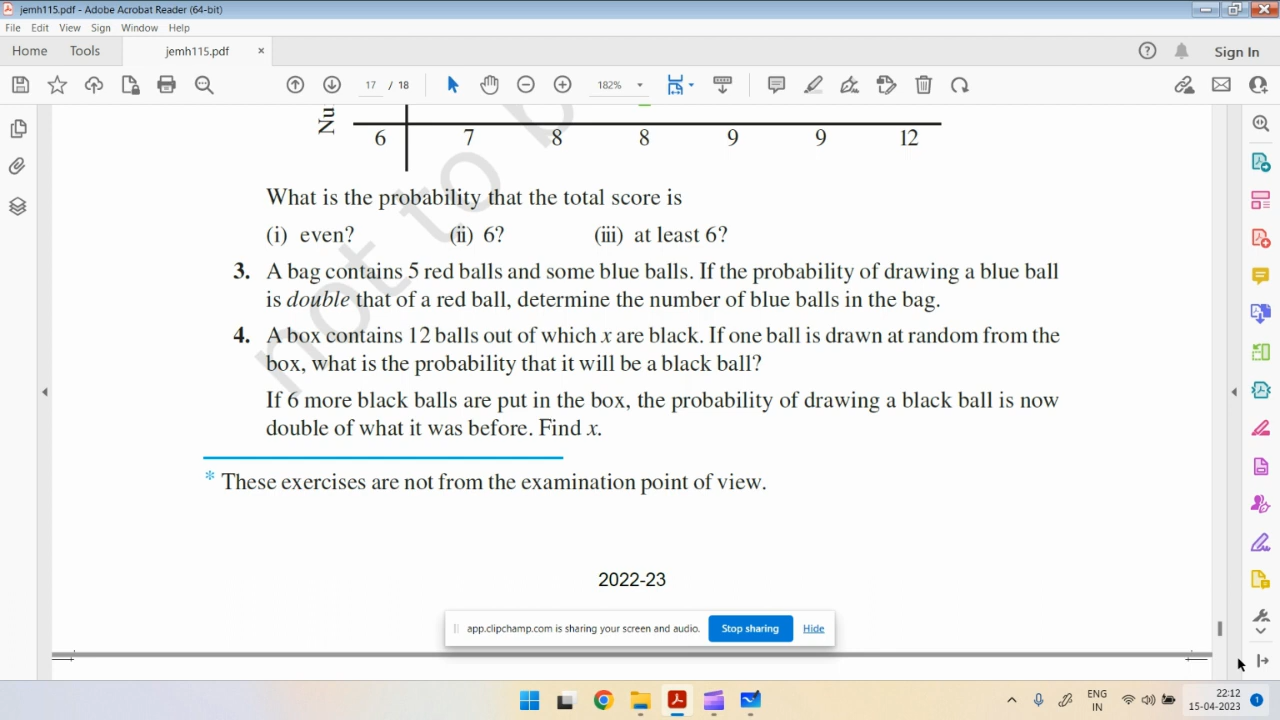 jemh115.pdf - Adobe Acrobat Reader (64-bit)
File Edit View Sign Window Help
Home Tools jemh115.pdf × Sign In
17 / 18 182%
Nu
6 7 8 8 9 9 12
What is the probability that the total score is
(i) even? (ii) 6? (iii) at least 6?
3. A bag contains 5 red balls and some blue balls. If the probability of drawing a blue ball
is double that of a red ball, determine the number of blue balls in the bag.
4. A box contains 12 balls out of which x are black. If one ball is drawn at random from the
box, what is the probability that it will be a black ball?
If 6 more black balls are put in the box, the probability of drawing a black ball is now
double of what it was before. Find x.
* These exercises are not from the examination point of view.
not to b
2022-23
app.clipchamp.com is sharing your screen and audio. Stop sharing Hide
ENG 22:12
IN 15-04-2023 1